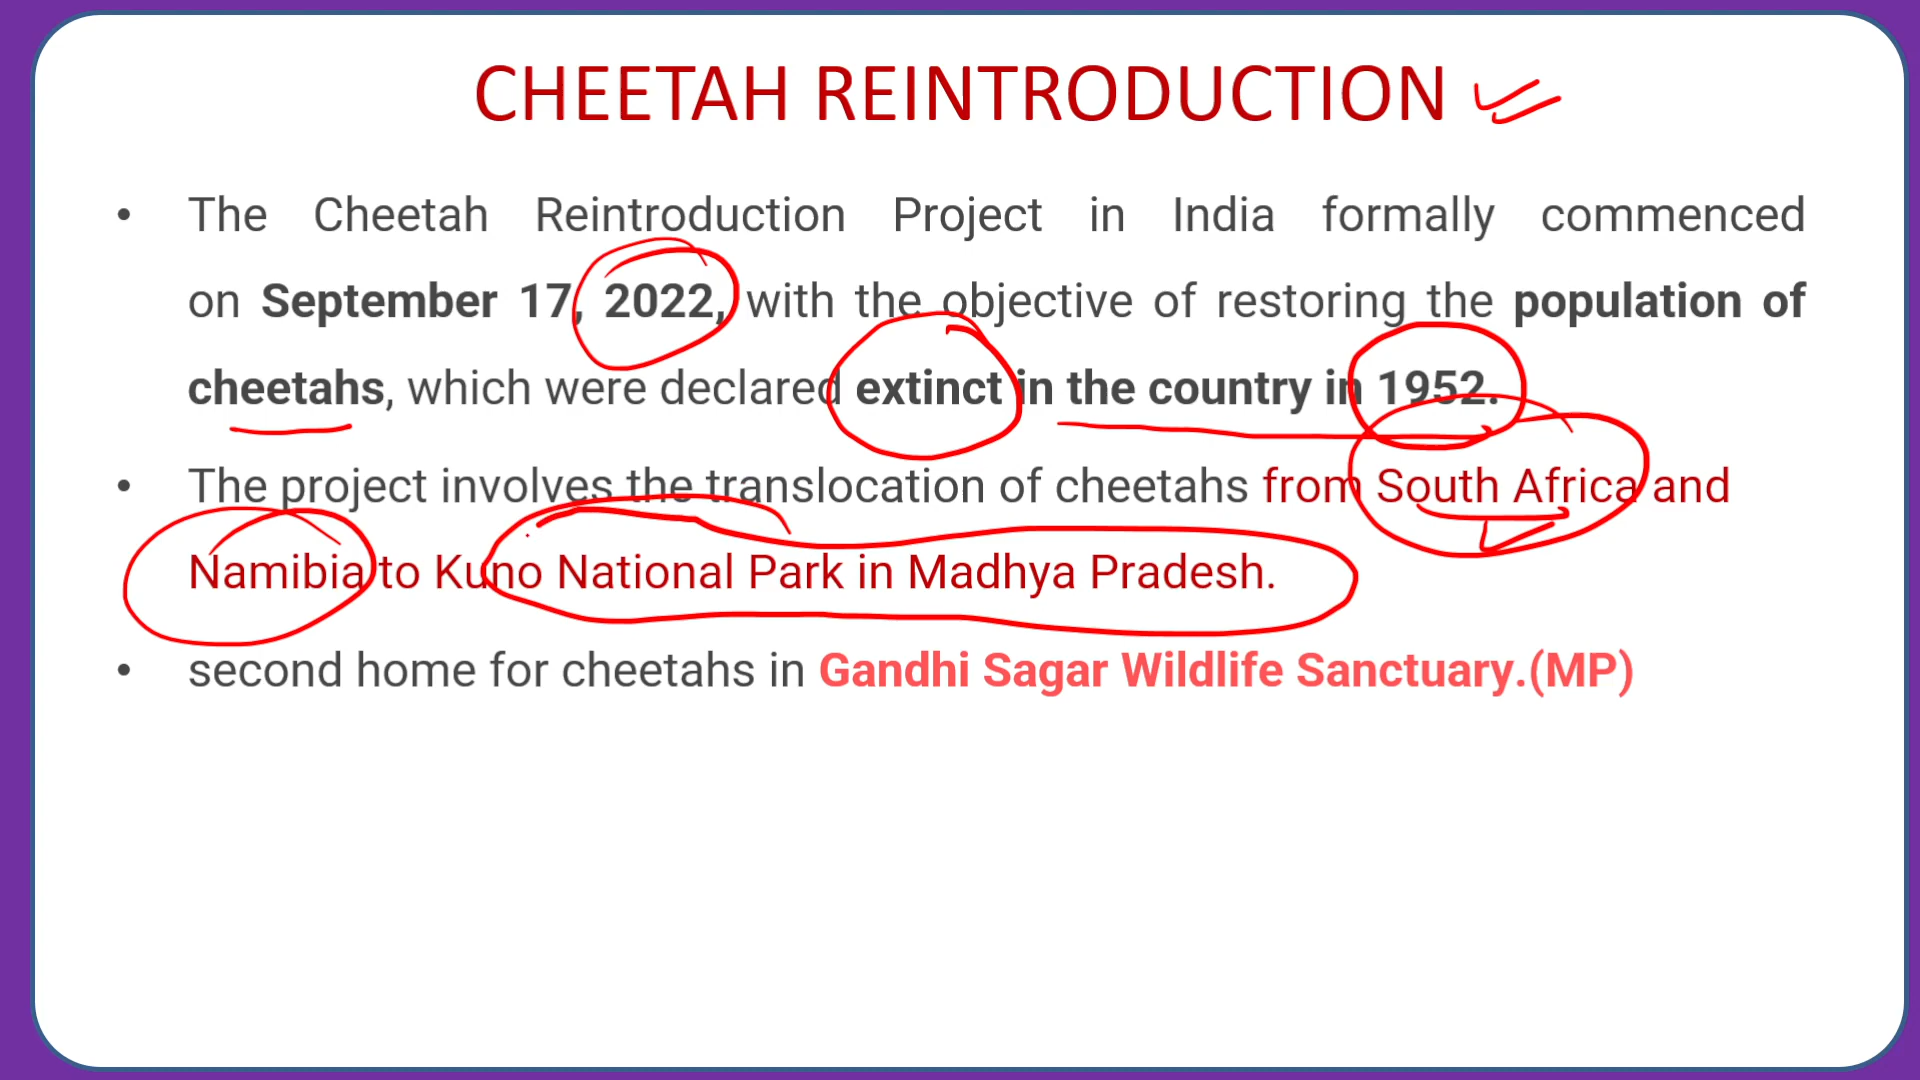 CHEETAH REINTRODUCTION
• The Cheetah Reintroduction Project in India formally commenced
on September 17, 2022, with the objective of restoring the population of
cheetahs, which were declared extinct in the country in 1952.
• The project involves the translocation of cheetahs from South Africa and
Namibia to Kuno National Park in Madhya Pradesh.
• second home for cheetahs in Gandhi Sagar Wildlife Sanctuary.(MP)